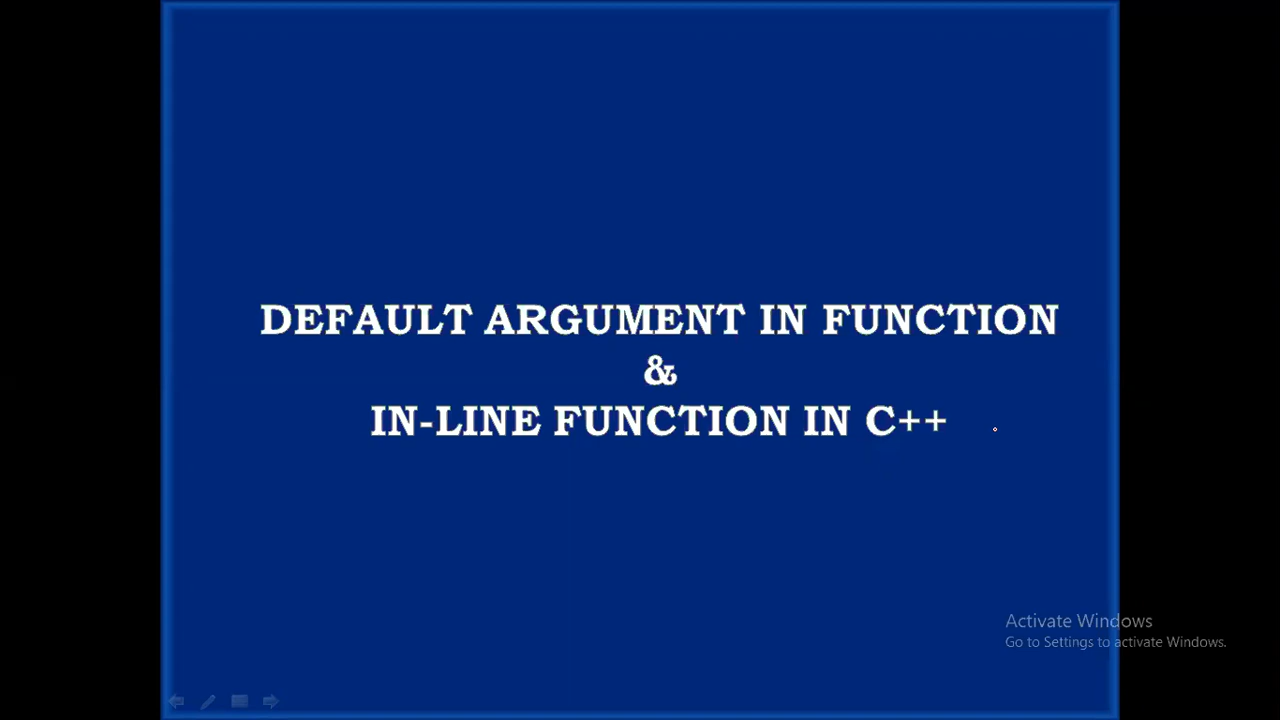 DEFAULT ARGUMENT IN FUNCTION
&
IN-LINE FUNCTION IN C++
Activate Windows
Go to Settings to activate Windows.